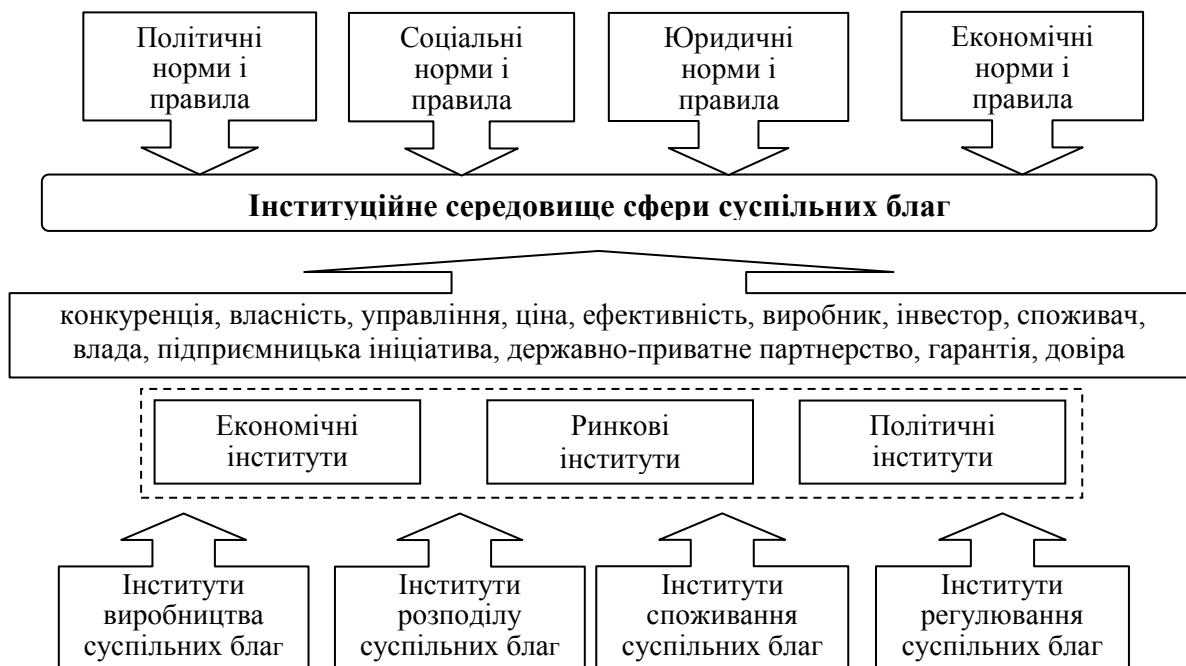 Політичні
норми і
правила
Соціальні
норми і
правила
Юридичні
норми і
правила
Економічні
норми і
правила
Інституційне середовище сфери суспільних благ
конкуренція, власність, управління, ціна, ефективність, виробник, інвестор, споживач,
влада, підприємницька ініціатива, державно-приватне партнерство, гарантія, довіра
Економічні
інститути
Ринкові
інститути
Політичні
інститути
Інститути
виробництва
суспільних благ
Інститути
розподілу
суспільних благ
Інститути
споживання
суспільних благ
Інститути
регулювання
суспільних благ